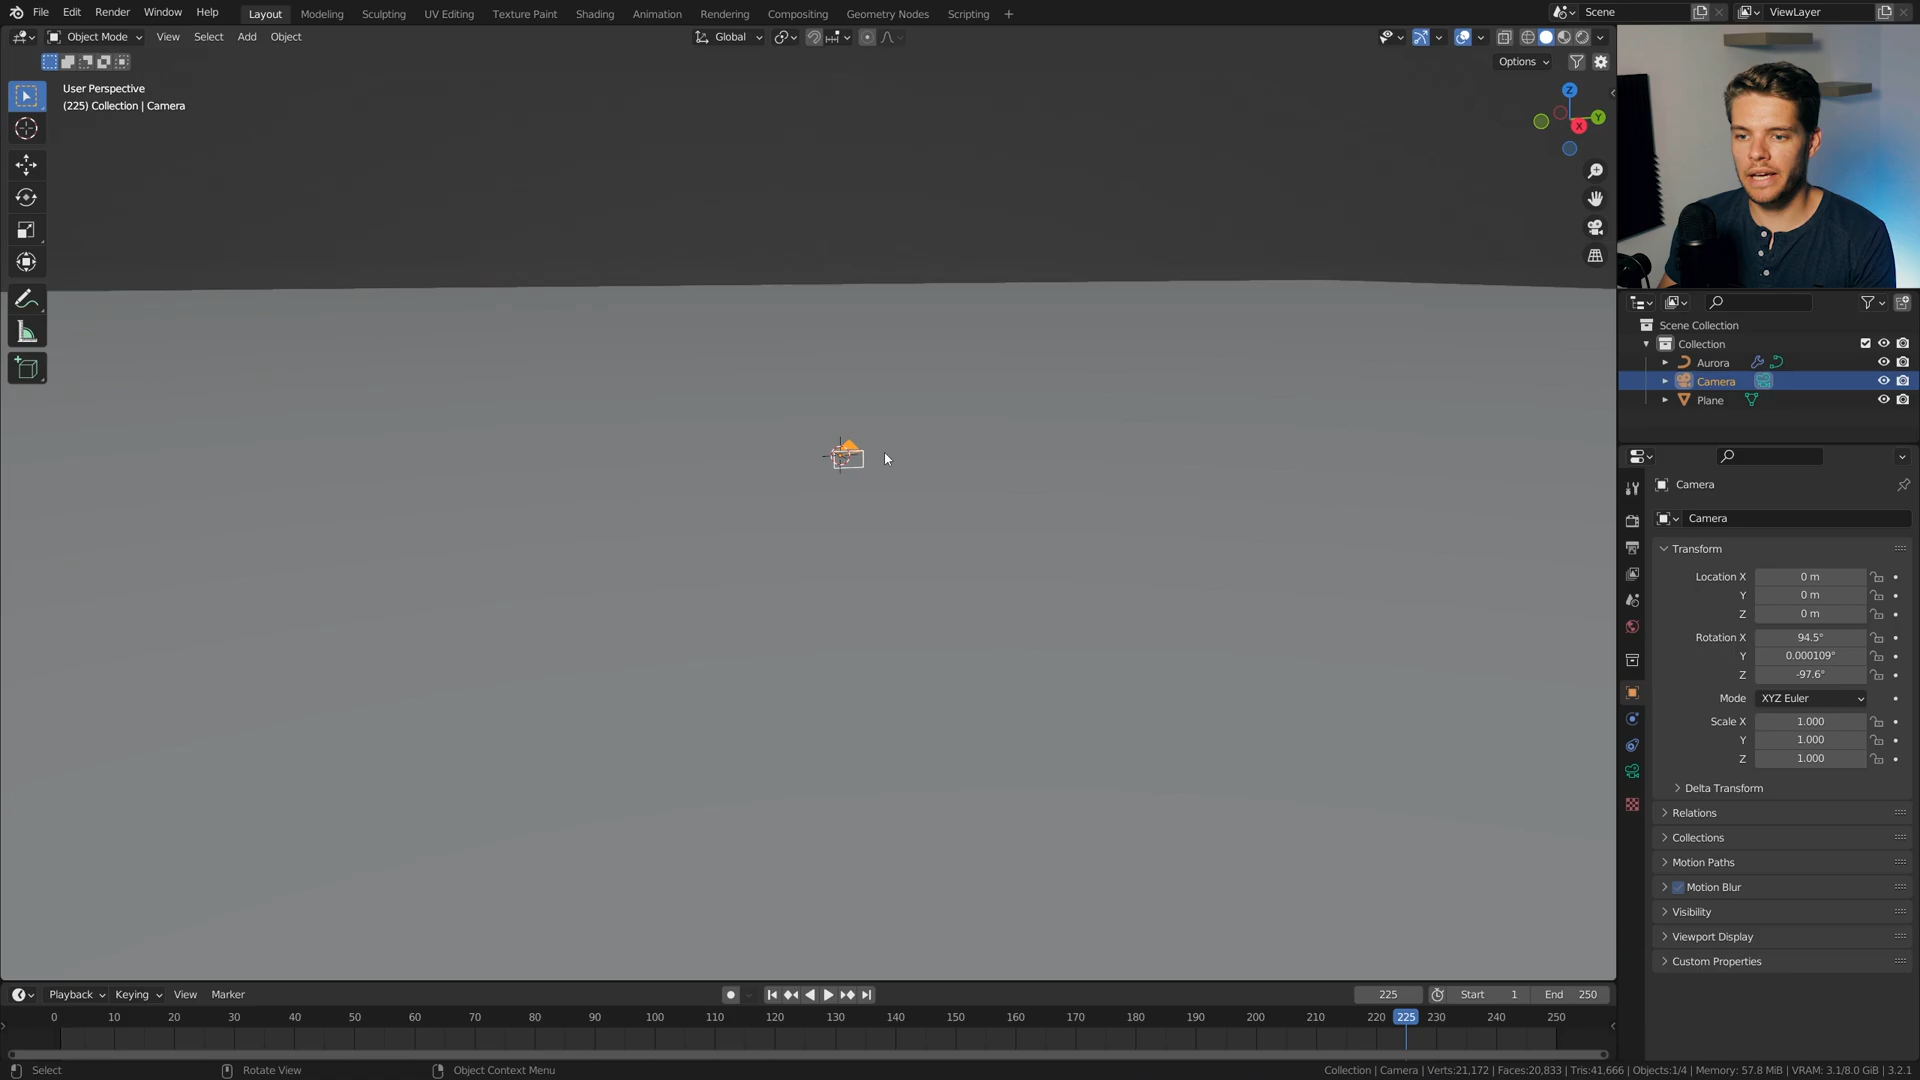 File Edit Render Window Help Layout Modeling Sculpting UV Editing Texture Paint Shading Animation Rendering Compositing Geometry Nodes Scripting + Scene ViewLayer
Object Mode View Select Add Object Global
Options
User Perspective
(225) Collection | Camera
Z
Y
X
Scene Collection
Collection
Aurora
Camera
Plane
Camera
Camera
Transform
Location X 0 m
Y 0 m
Z 0 m
Rotation X 94.5°
Y 0.000109°
Z -97.6°
Mode XYZ Euler
Scale X 1.000
Y 1.000
Z 1.000
Delta Transform
Relations
Collections
Motion Paths
Motion Blur
Visibility
Viewport Display
Custom Properties
Playback Keying View Marker 225 Start 1 End 250
0 10 20 30 40 50 60 70 80 90 100 110 120 130 140 150 160 170 180 190 200 210 220 225 230 240 250
Select Rotate View Object Context Menu Collection | Camera | Verts:21,172 | Faces:20,833 | Tris:41,666 | Objects:1/4 | Memory: 57.8 MiB | VRAM: 3.1/8.0 GiB | 3.2.1